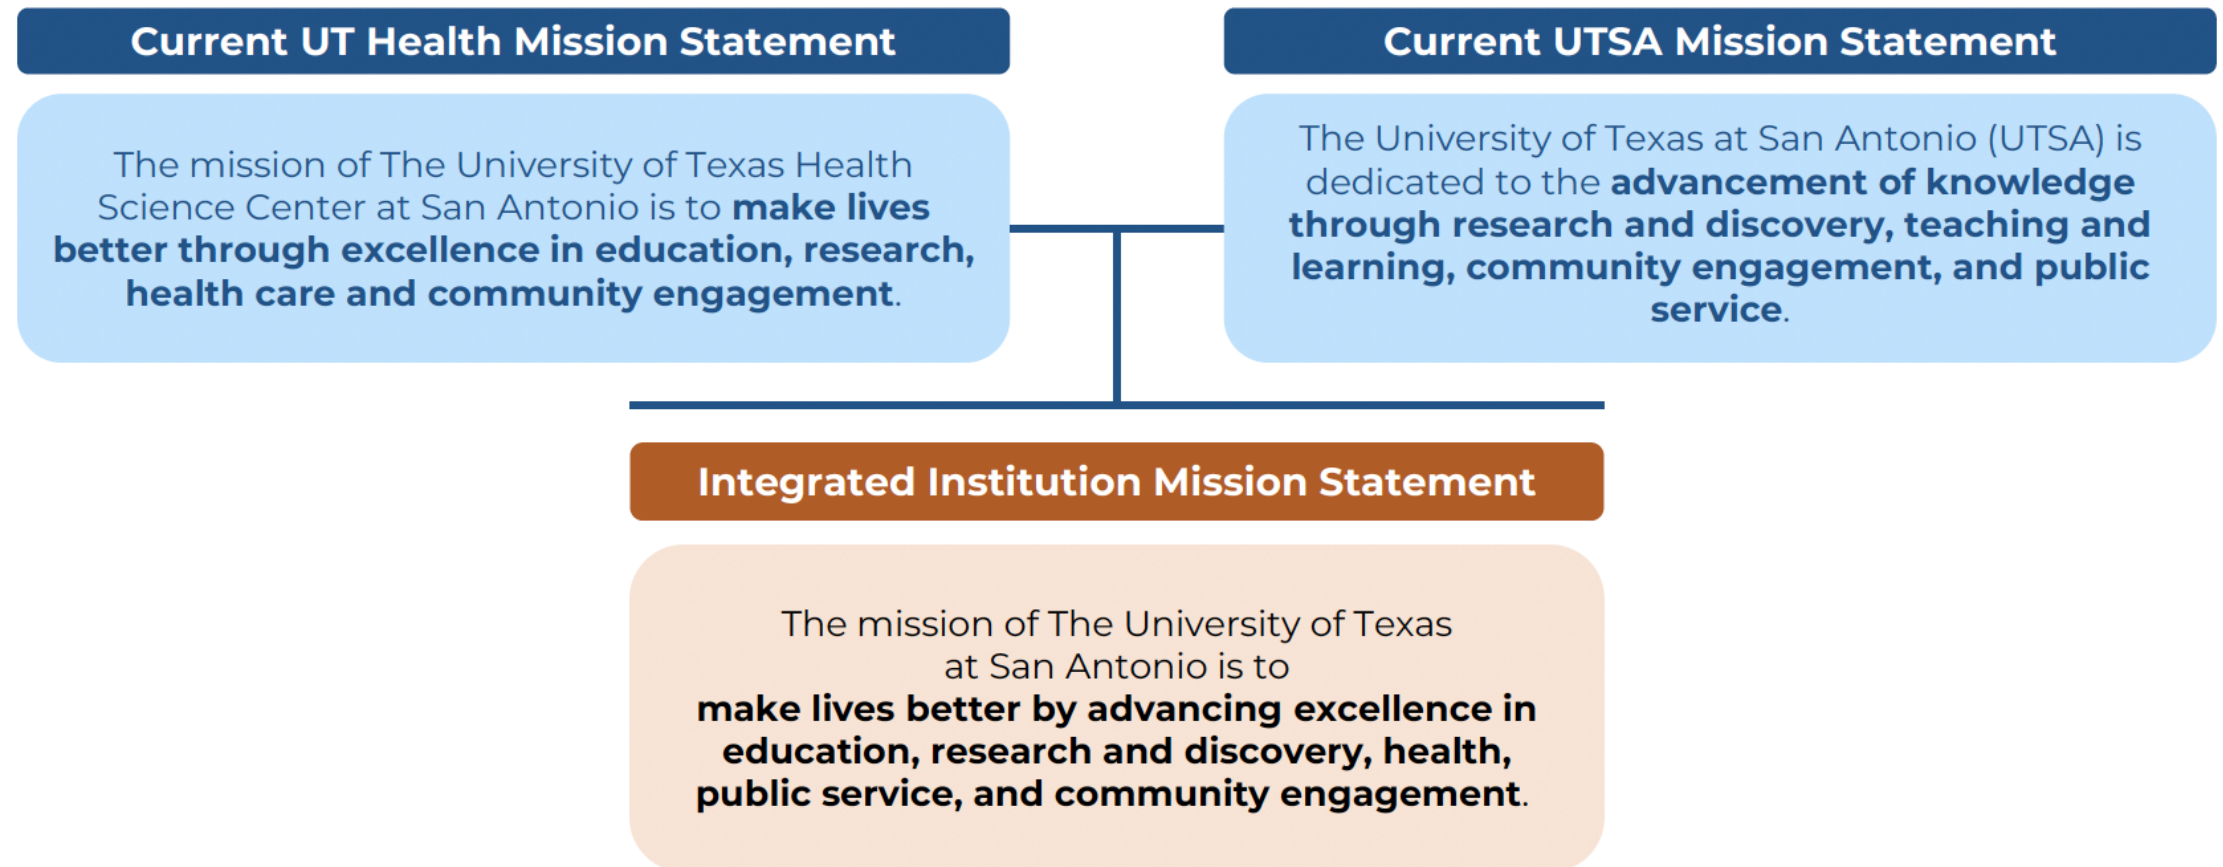 Current UT Health Mission Statement
The mission of The University of Texas Health
Science Center at San Antonio is to make lives
better through excellence in education, research,
health care and community engagement.
Current UTSA Mission Statement
The University of Texas at San Antonio (UTSA) is
dedicated to the advancement of knowledge
through research and discovery, teaching and
learning, community engagement, and public
service.
Integrated Institution Mission Statement
The mission of The University of Texas
at San Antonio is to
make lives better by advancing excellence in
education, research and discovery, health,
public service, and community engagement.